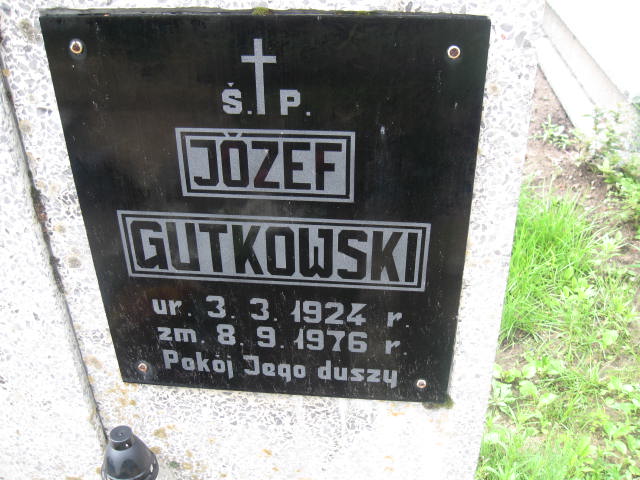 Ś. P.
JÓZEF
GUTKOWSKI
ur. 3. 3. 1924 r.
zm. 8. 9. 1976 r.
Pokój Jego duszy